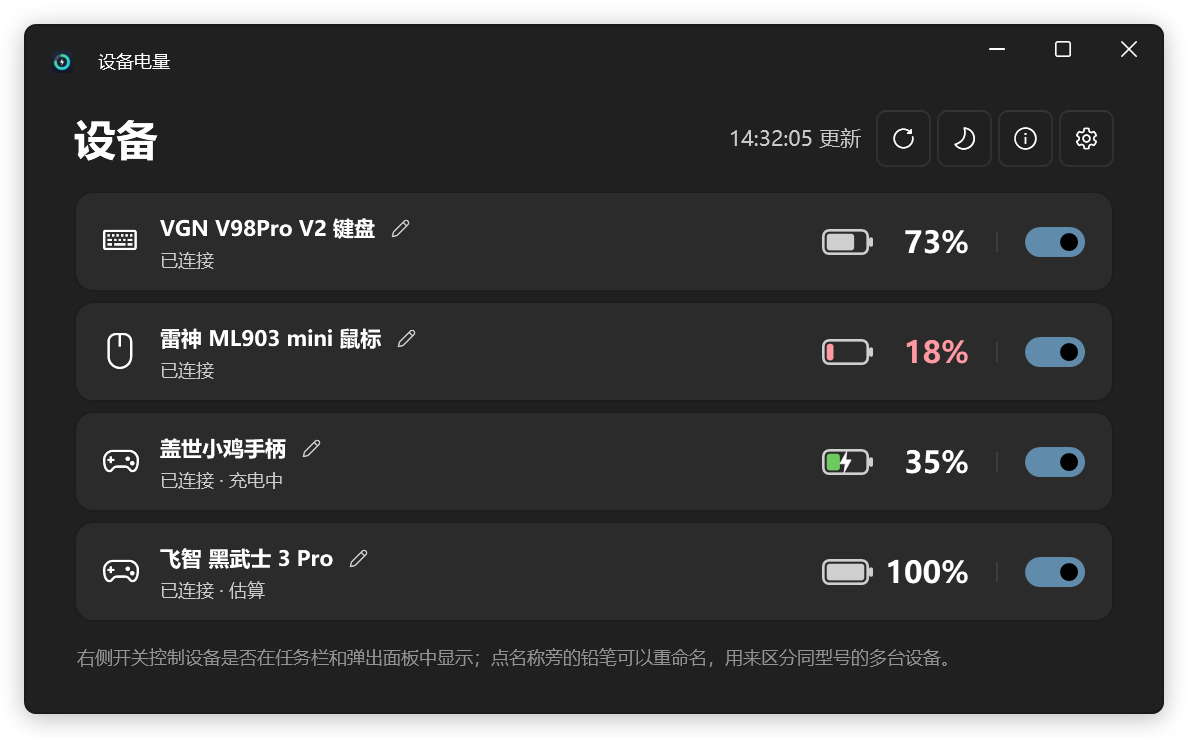 设备电量
设备
14:32:05 更新
VGN V98Pro V2 键盘
已连接
73%
雷神 ML903 mini 鼠标
已连接
18%
盖世小鸡手柄
已连接 · 充电中
35%
飞智 黑武士 3 Pro
已连接 · 估算
100%
右侧开关控制设备是否在任务栏和弹出面板中显示；点名称旁的铅笔可以重命名，用来区分同型号的多台设备。